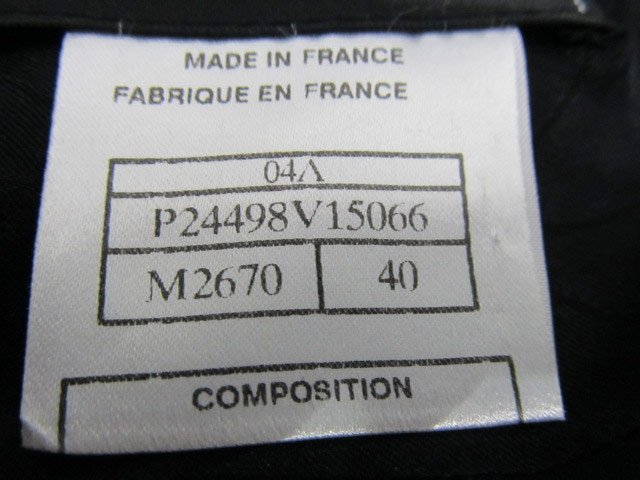 MADE IN FRANCE
FABRIQUE EN FRANCE
04A
P24498V15066
M2670 40
COMPOSITION